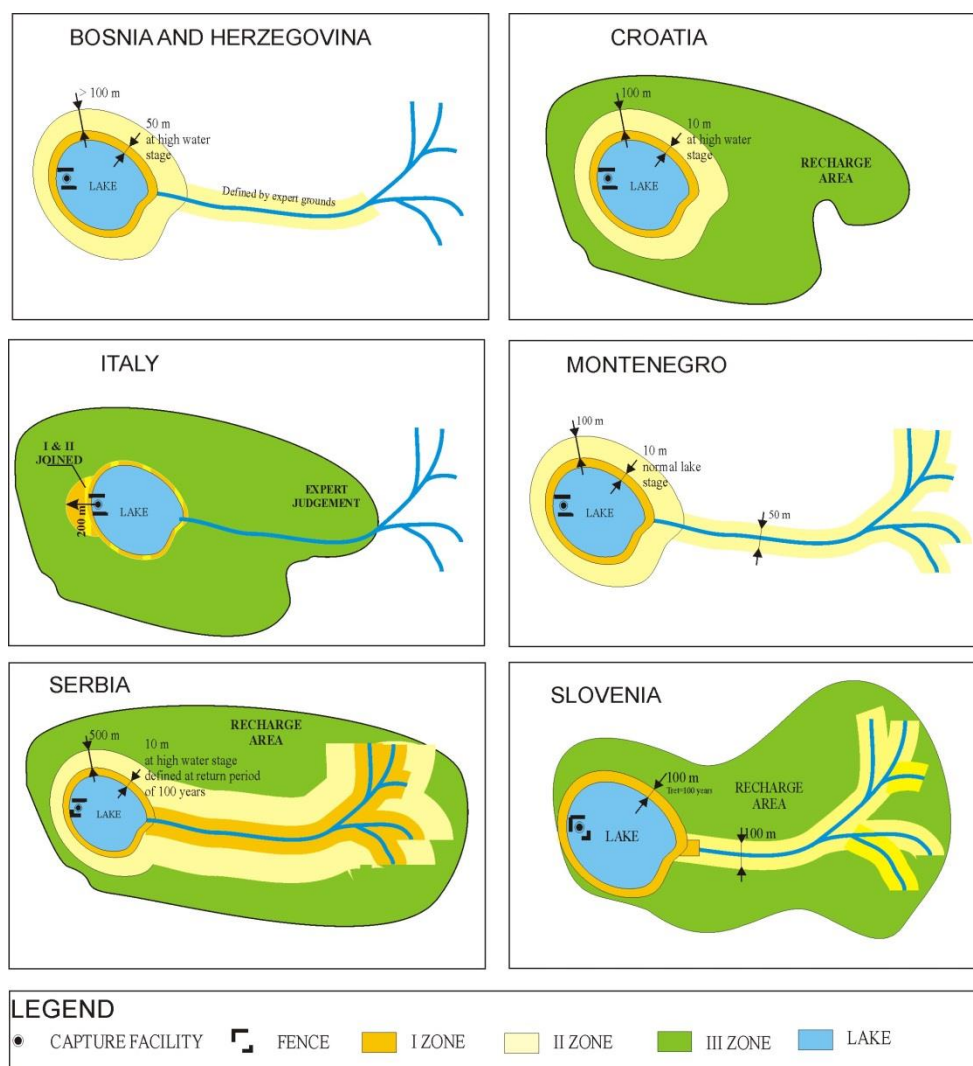 BOSNIA AND HERZEGOVINA
> 100 m
50 m
at high water
stage
LAKE
Defined by expert grounds
CROATIA
100 m
10 m
at high water
stage
RECHARGE
AREA
LAKE
ITALY
I & II
JOINED
200 m
LAKE
EXPERT
JUDGEMENT
MONTENEGRO
100 m
10 m
normal lake
stage
LAKE
50 m
SERBIA
500 m
10 m
at high water stage
defined at return period
of 100 years
RECHARGE
AREA
LAKE
SLOVENIA
100 m
Tret=100 years
RECHARGE
AREA
LAKE
100 m
LEGEND
CAPTURE FACILITY FENCE I ZONE II ZONE III ZONE LAKE